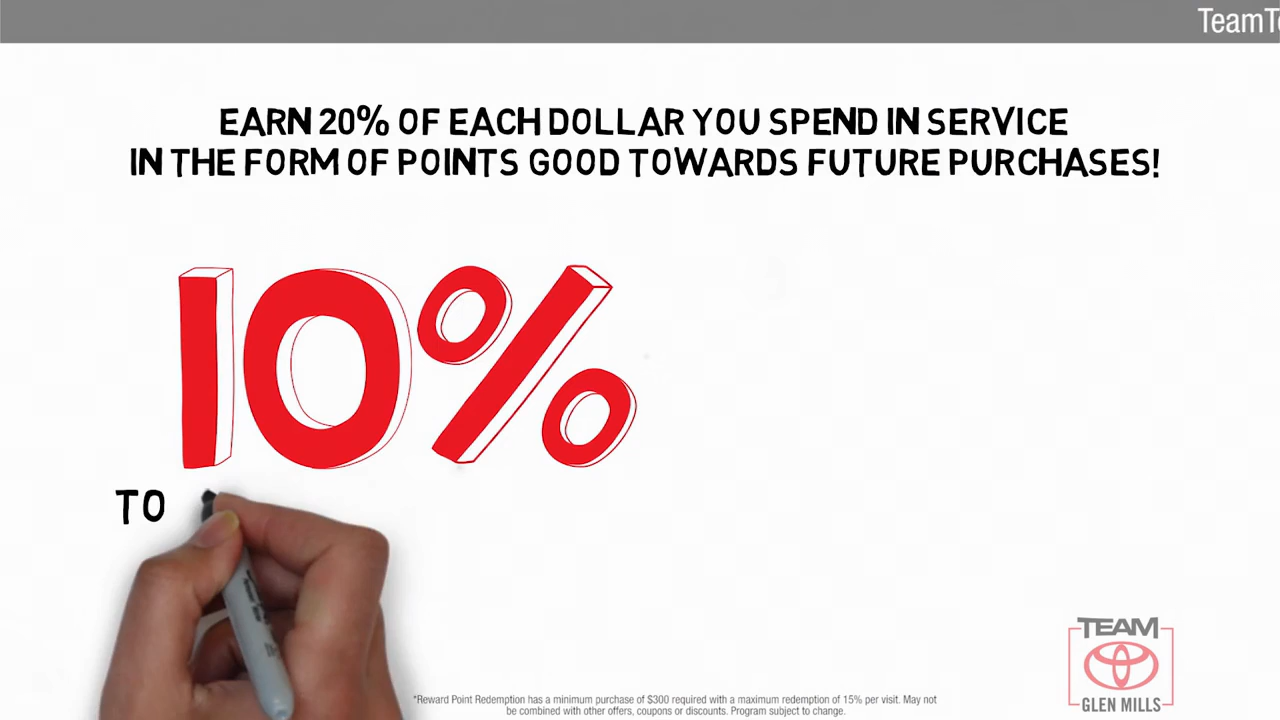 EARN 20% OF EACH DOLLAR YOU SPEND IN SERVICE
IN THE FORM OF POINTS GOOD TOWARDS FUTURE PURCHASES!
10%
TO
TEAM
GLEN MILLS
*Reward Point Redemption has a minimum purchase of $300 required with a maximum redemption of 15% per visit. May not
be combined with other offers, coupons or discounts. Program subject to change.